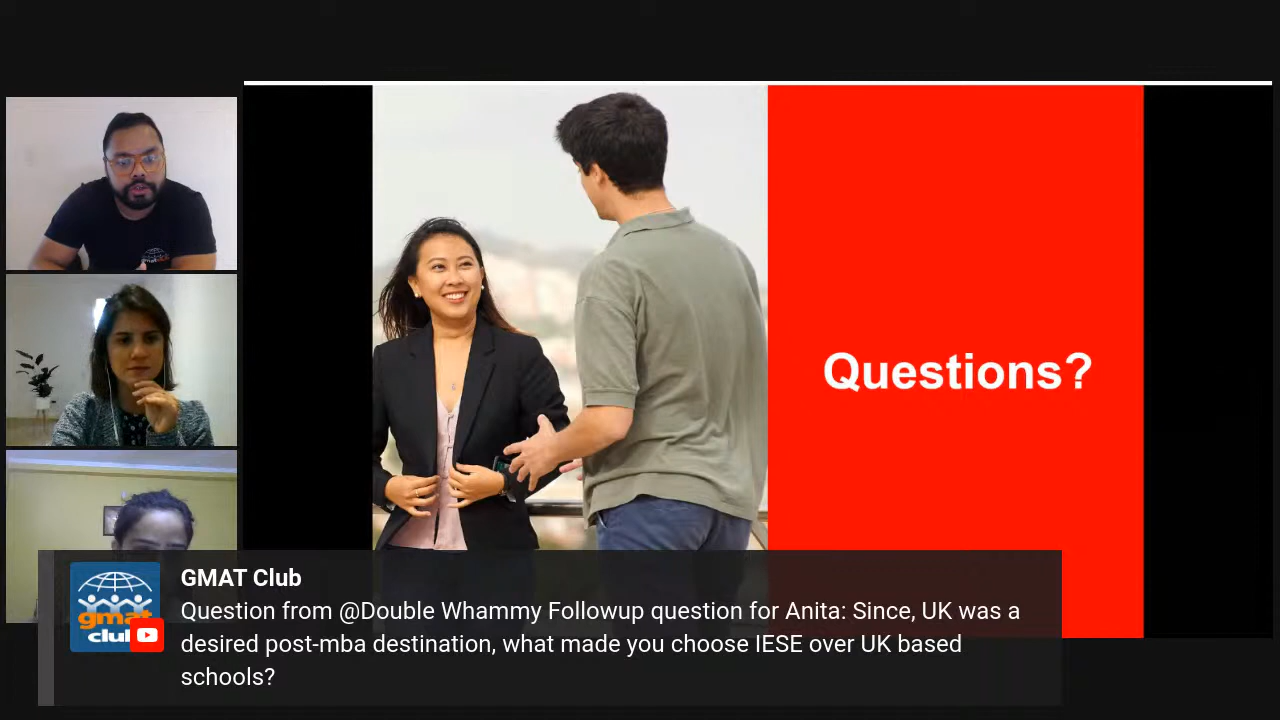 Questions?
GMAT Club
Question from @Double Whammy Followup question for Anita: Since, UK was a
desired post-mba destination, what made you choose IESE over UK based
schools?
gmat
club